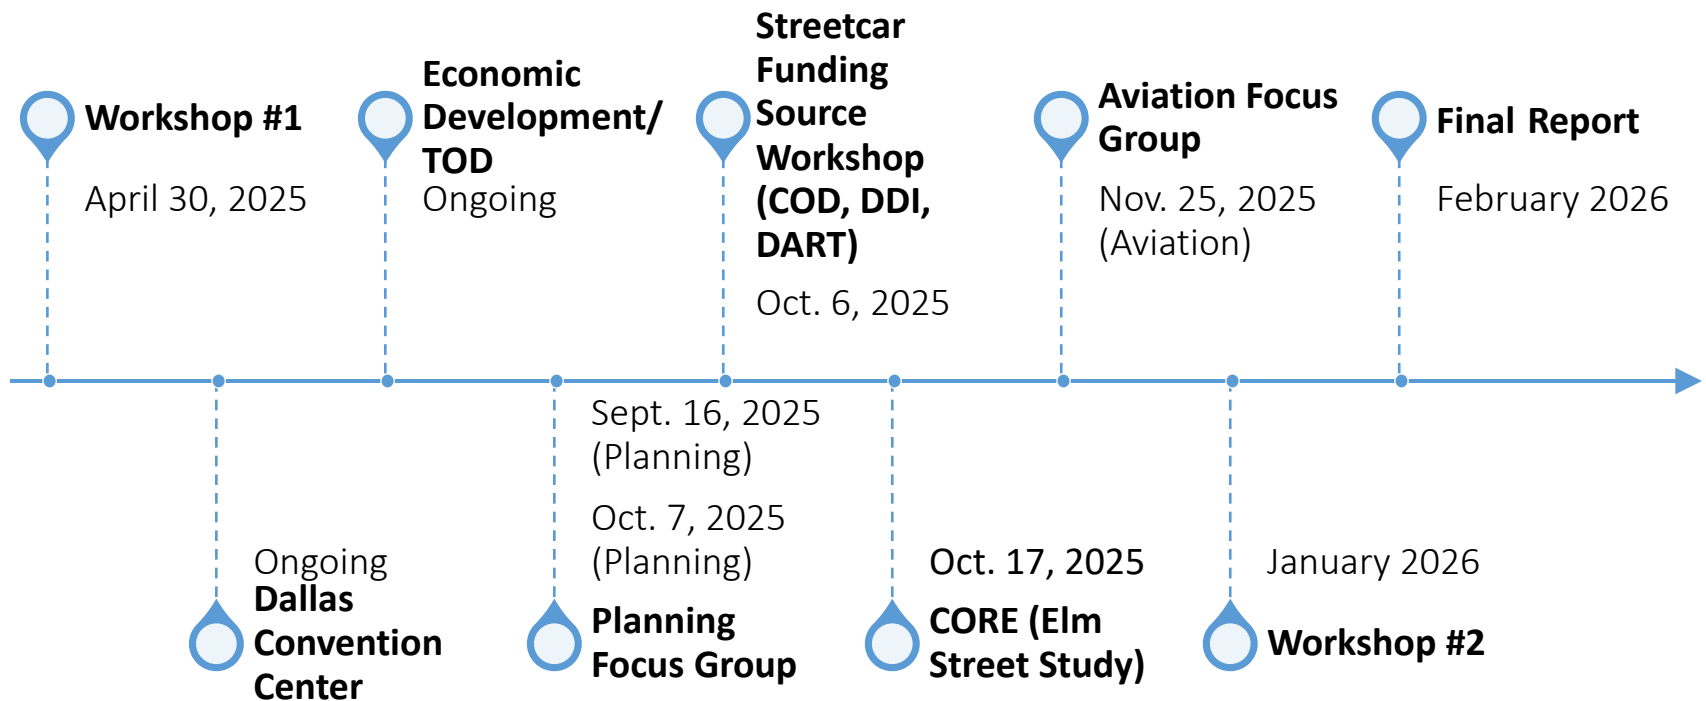 Workshop #1
April 30, 2025
Economic
Development/
TOD
Ongoing
Streetcar
Funding
Source
Workshop
(COD, DDI,
DART)
Oct. 6, 2025
Aviation Focus
Group
Nov. 25, 2025
(Aviation)
Final Report
February 2026
Ongoing
Dallas
Convention
Center
Sept. 16, 2025
(Planning)
Oct. 7, 2025
(Planning)
Planning
Focus Group
Oct. 17, 2025
CORE (Elm
Street Study)
January 2026
Workshop #2